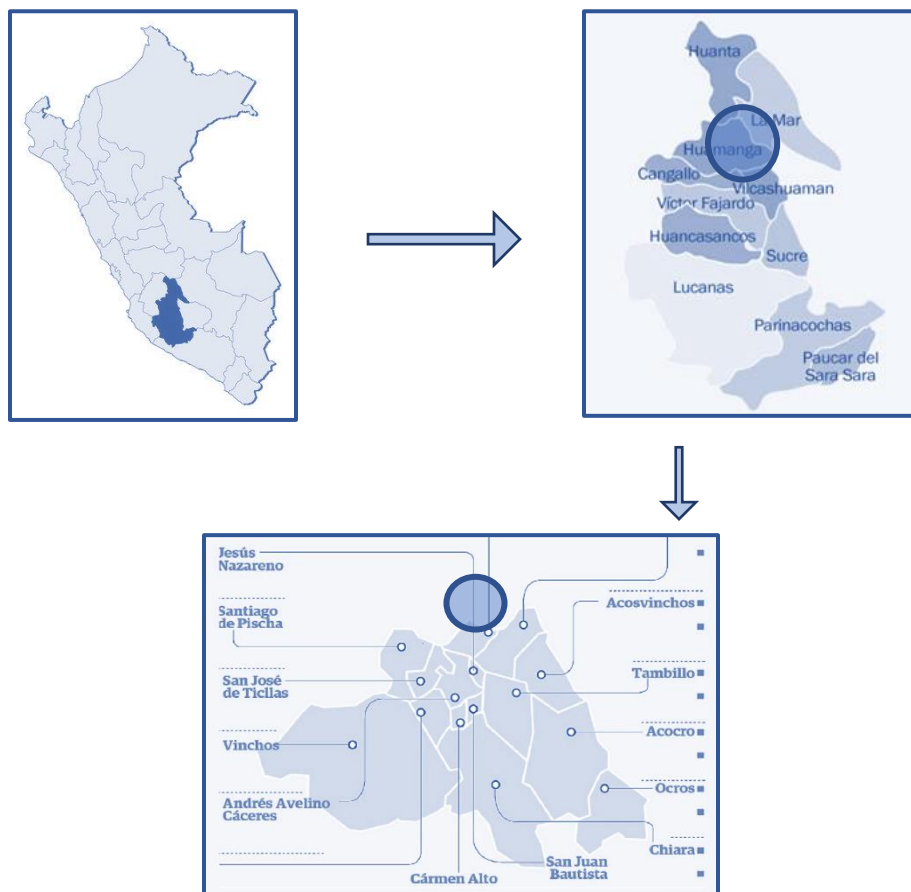 Huanta
La Mar
Huamanga
Cangallo
Vilcashuaman
Víctor Fajardo
Huancasancos
Sucre
Lucanas
Parinacochas
Paucar del
Sara Sara
Jesús
Nazareno
Santiago
de Pischa
San José
de Ticllas
Vinchos
Andrés Avelino
Cáceres
Cármen Alto
San Juan
Bautista
Acosvinchos
Tambillo
Acocro
Ocros
Chiara